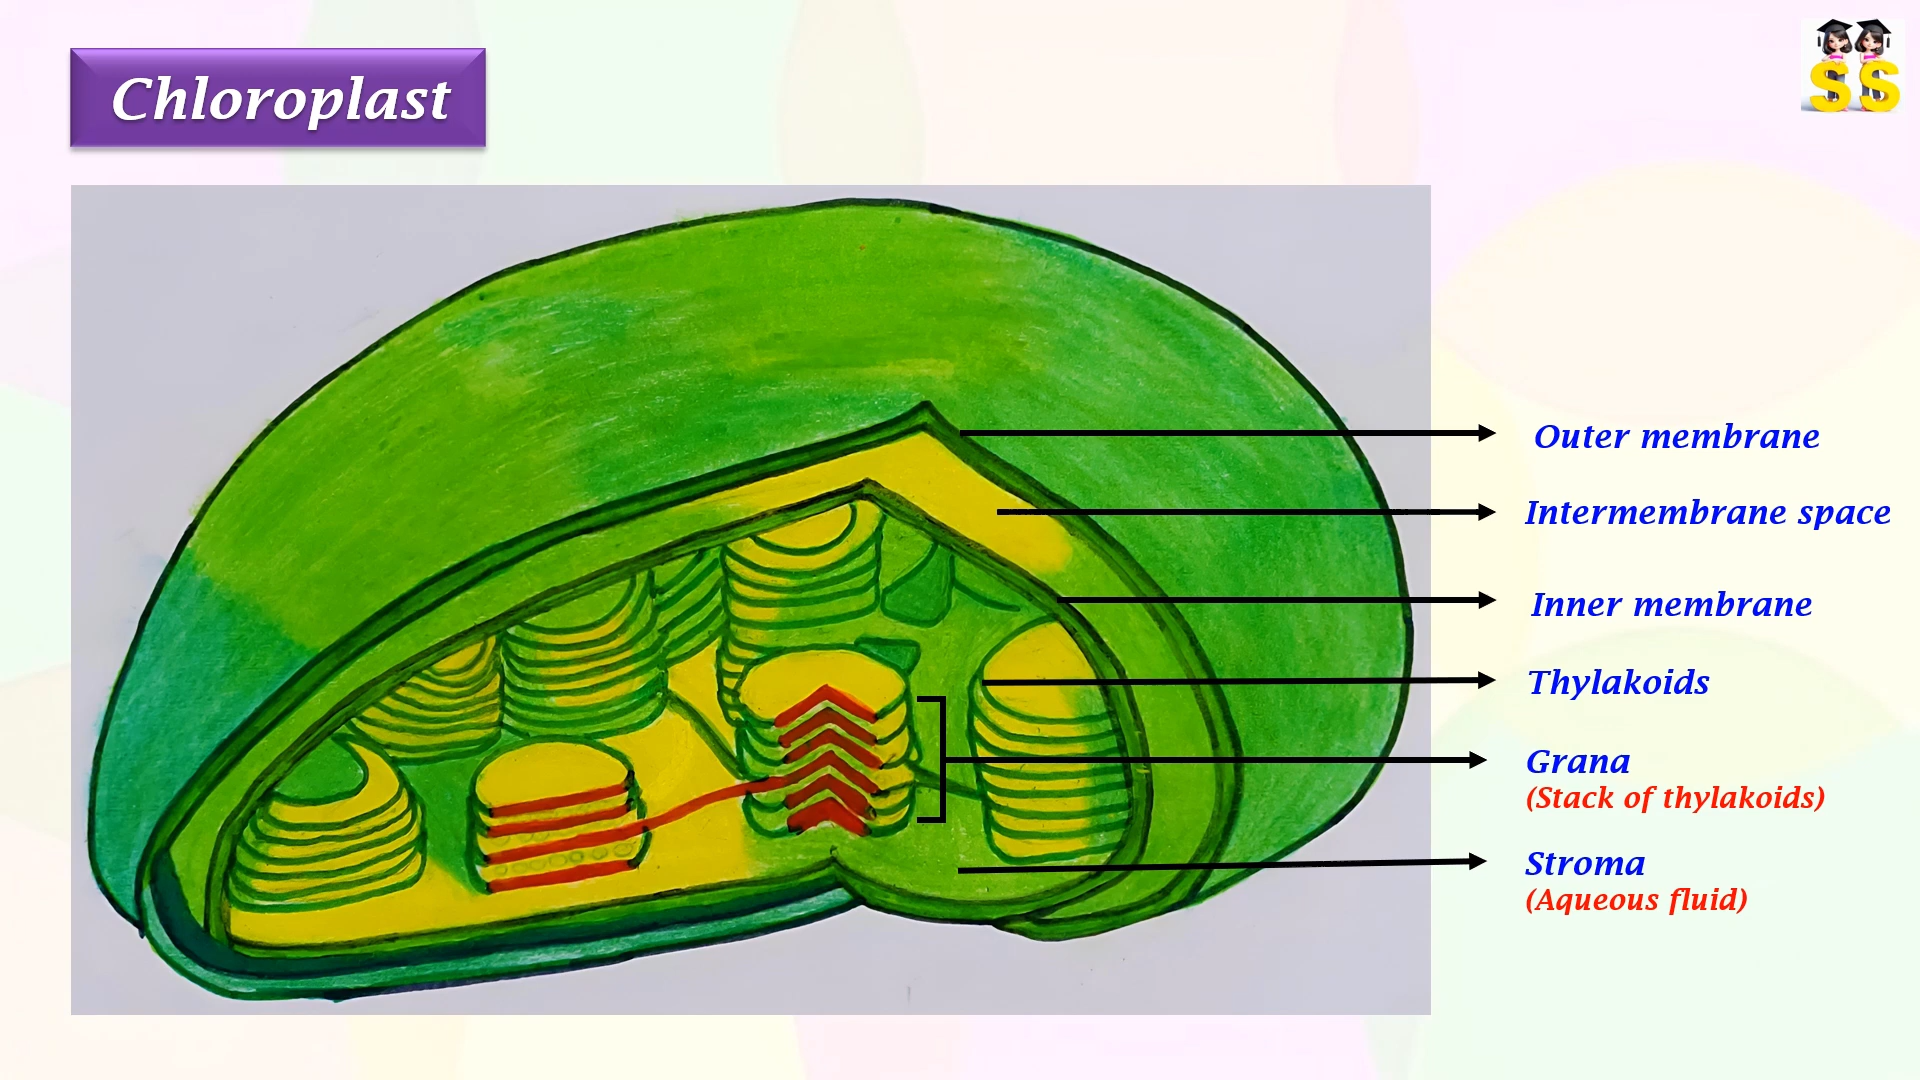 Chloroplast
SS
Outer membrane
Intermembrane space
Inner membrane
Thylakoids
Grana
(Stack of thylakoids)
Stroma
(Aqueous fluid)